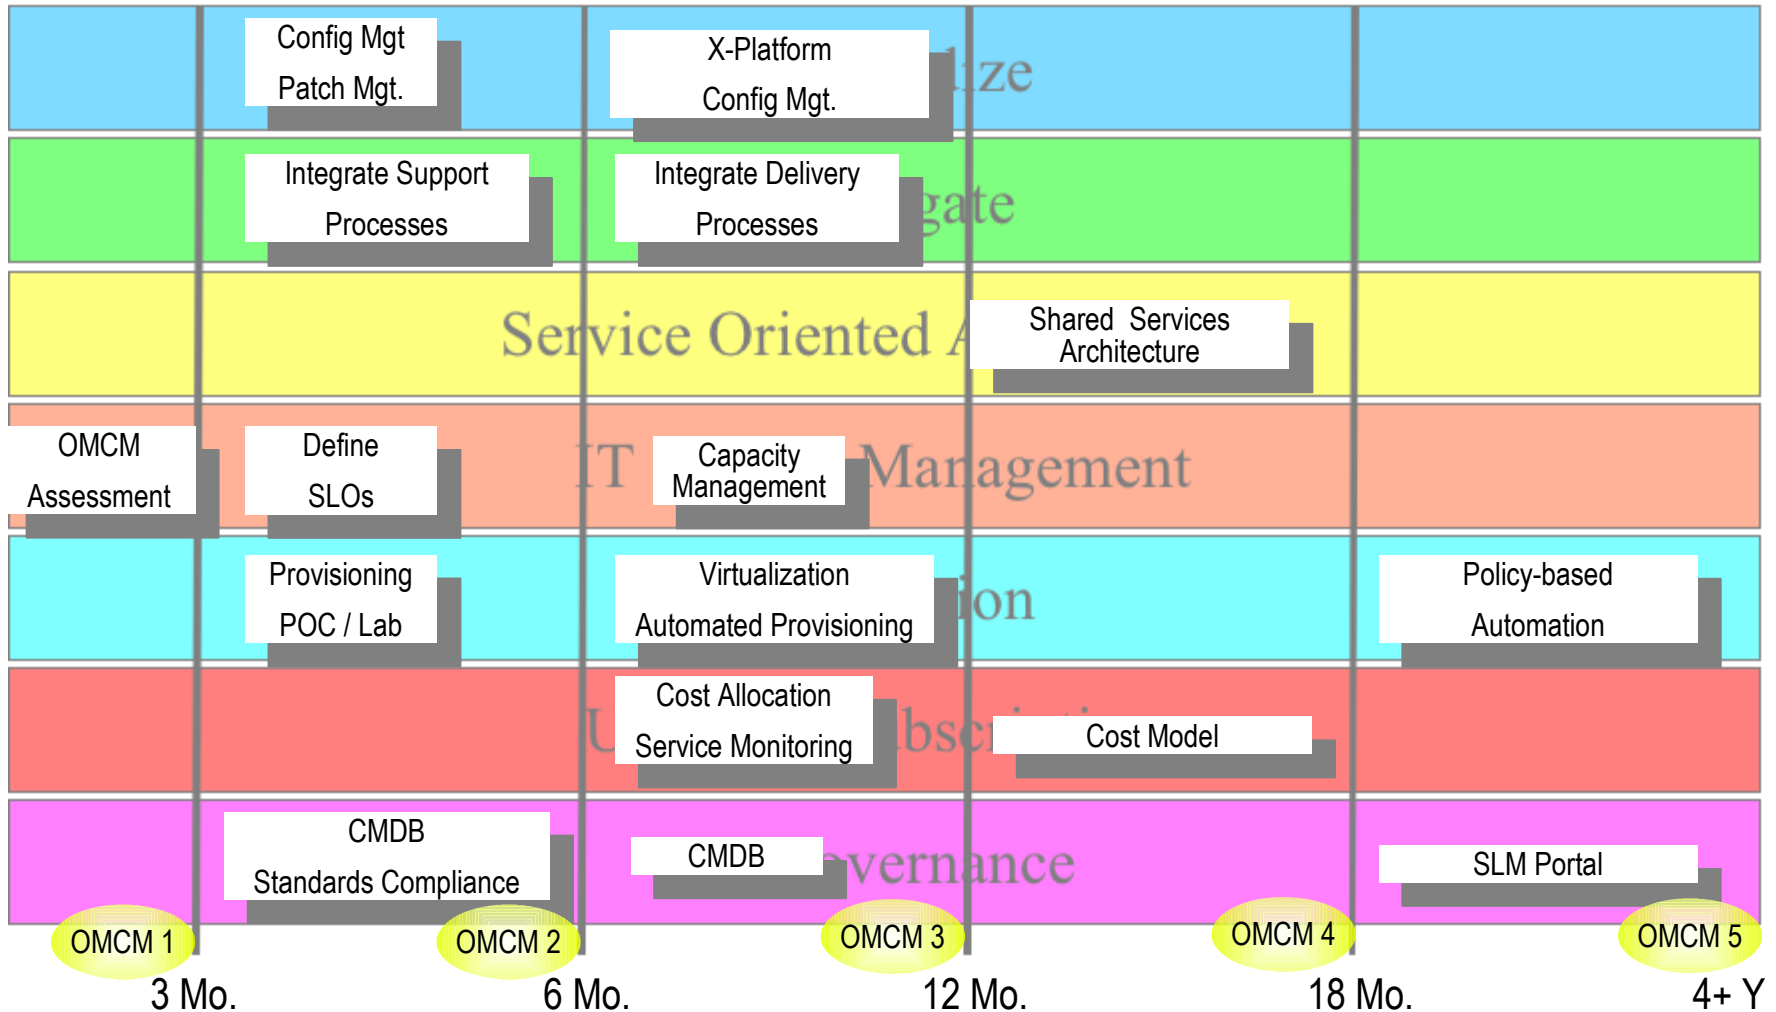 Config Mgt
Patch Mgt.
X-Platform
Config Mgt.
Integrate Support
Processes
Integrate Delivery
Processes
Service Oriented
Shared Services
Architecture
OMCM
Assessment
Define
SLOs
IT
Capacity
Management
Management
Provisioning
POC / Lab
Virtualization
Automated Provisioning
Policy-based
Automation
Cost Allocation
Service Monitoring
Cost Model
CMDB
Standards Compliance
CMDB
SLM Portal
OMCM 1
OMCM 2
OMCM 3
OMCM 4
OMCM 5
3 Mo.
6 Mo.
12 Mo.
18 Mo.
4+ Y